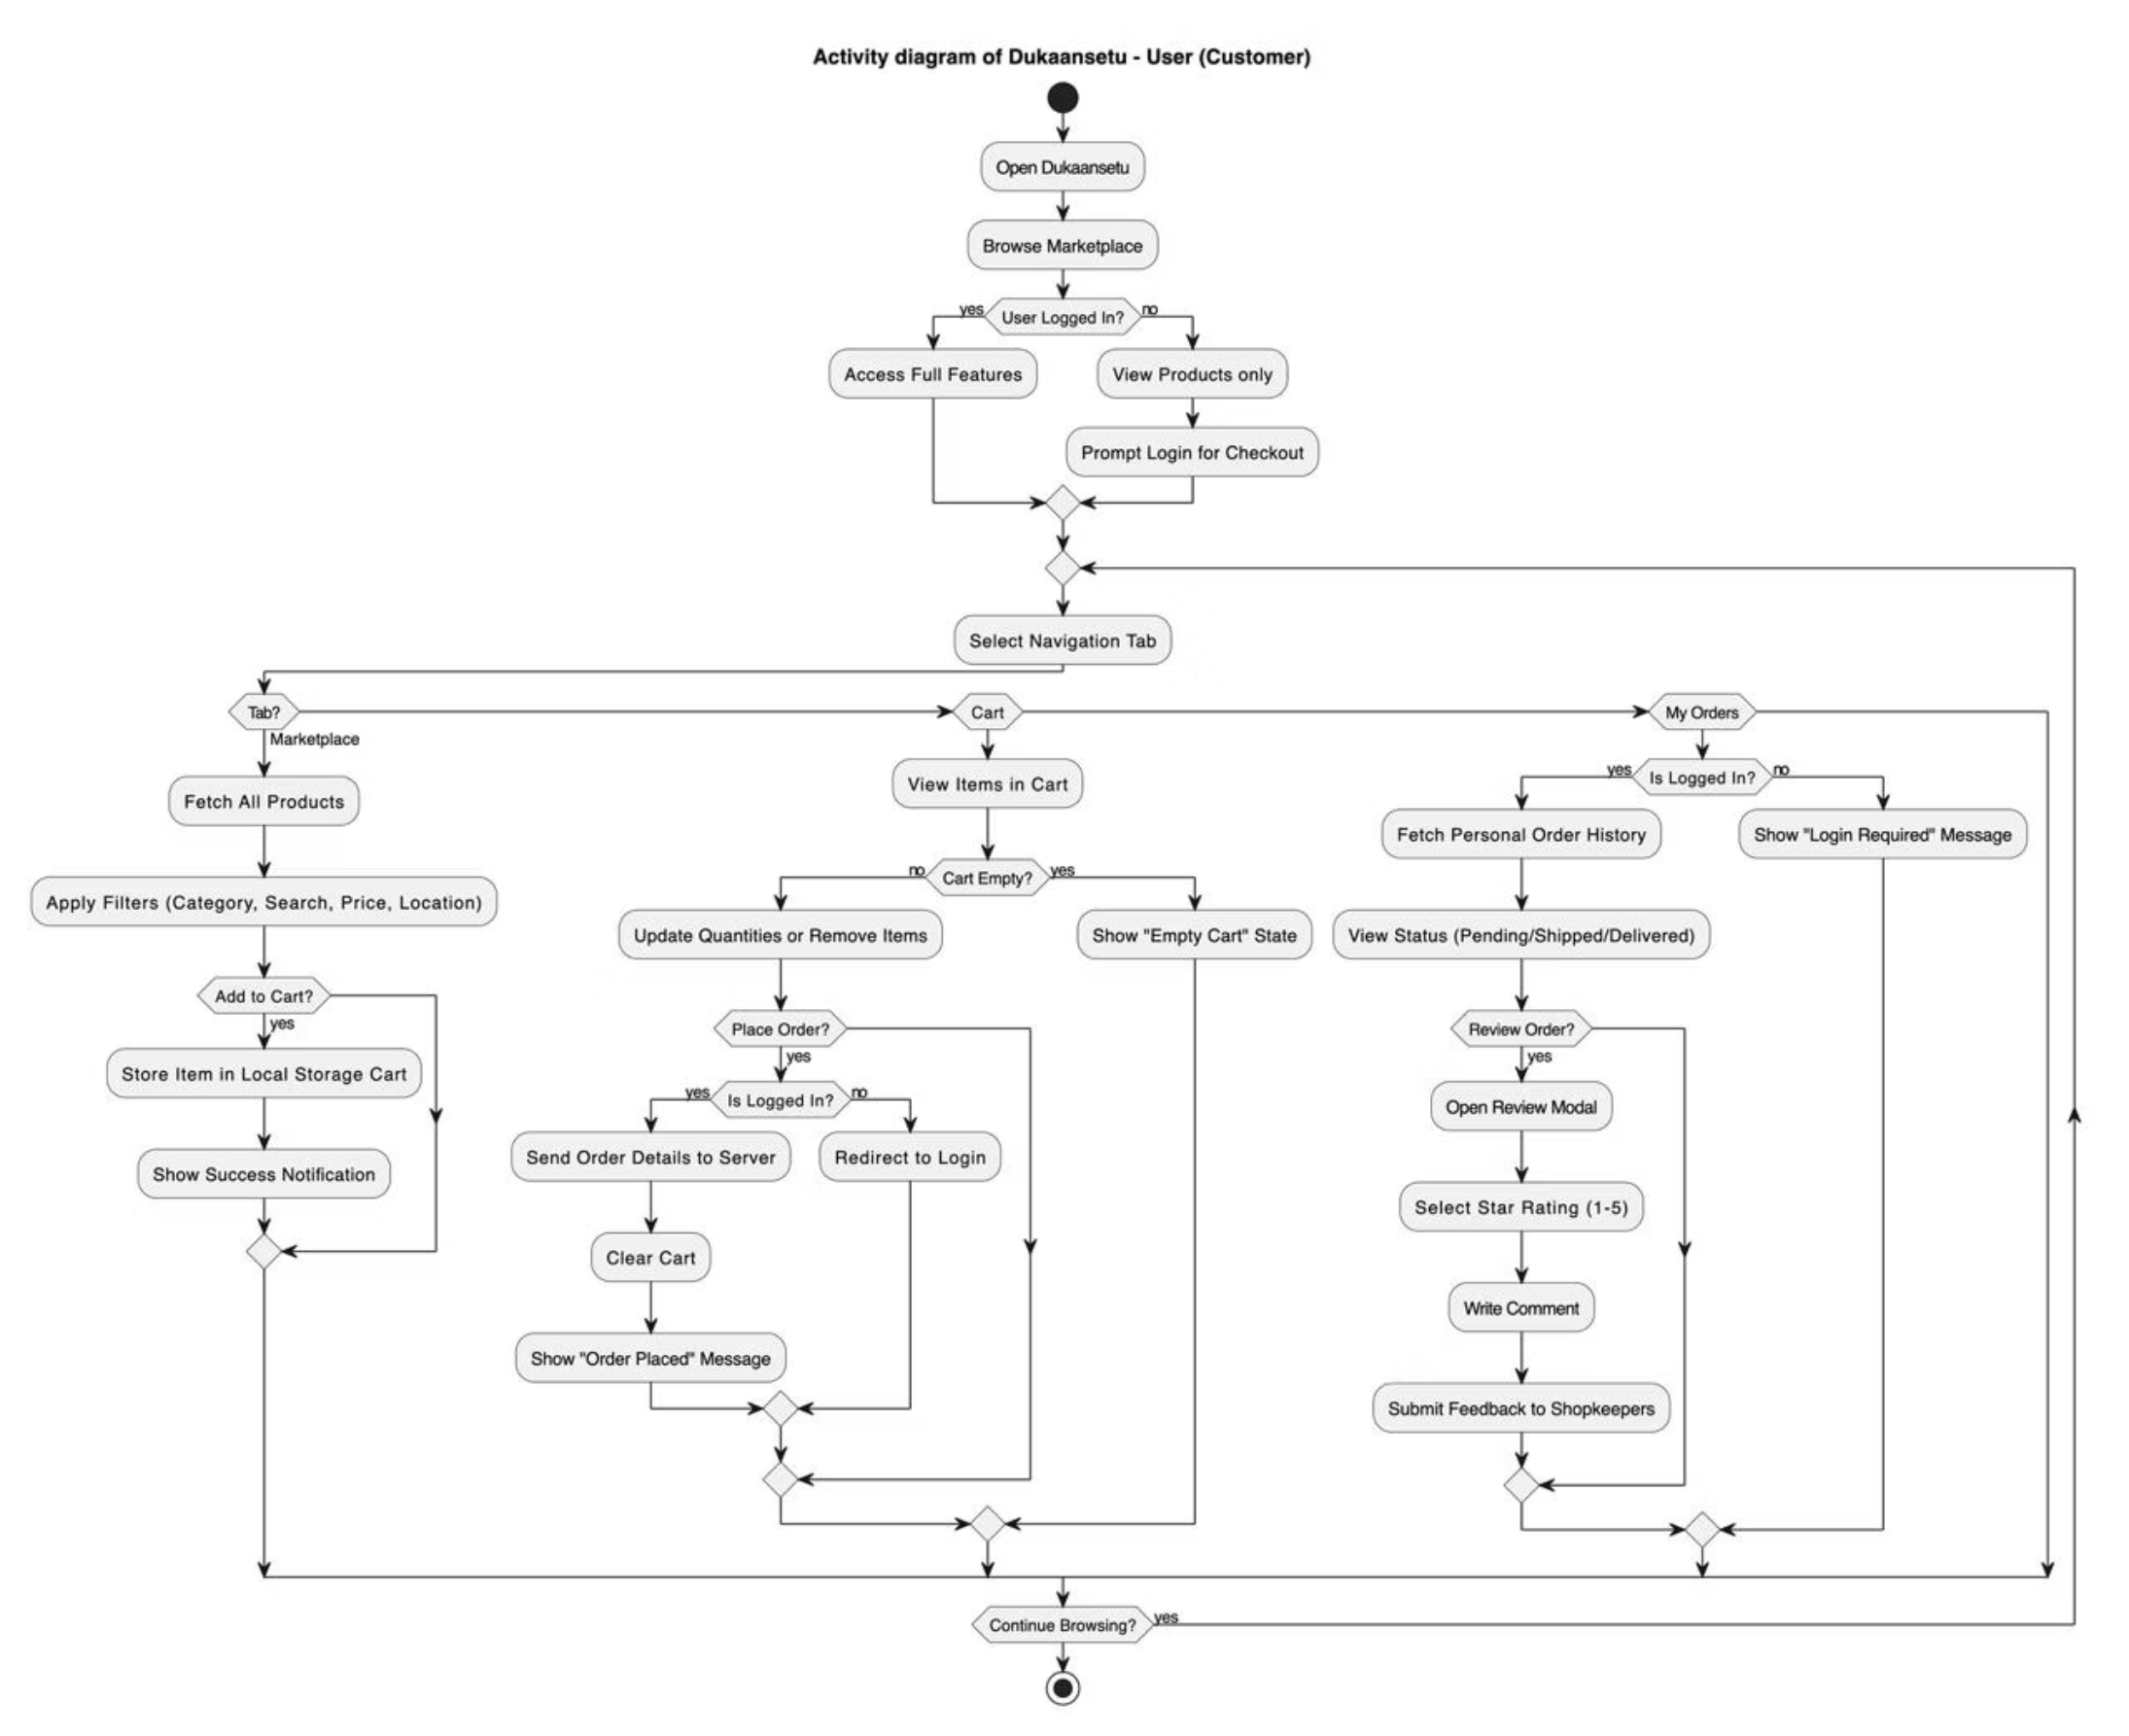 Activity diagram of Dukaansetu - User (Customer)
Open Dukaansetu
Browse Marketplace
User Logged In?
yes
no
Access Full Features
View Products only
Prompt Login for Checkout
Select Navigation Tab
Tab?
Marketplace
Fetch All Products
Apply Filters (Category, Search, Price, Location)
Add to Cart?
yes
Store Item in Local Storage Cart
Show Success Notification
Cart
View Items in Cart
Cart Empty?
no
yes
Update Quantities or Remove Items
Show "Empty Cart" State
Place Order?
yes
Is Logged In?
yes
no
Send Order Details to Server
Redirect to Login
Clear Cart
Show "Order Placed" Message
My Orders
Is Logged In?
yes
no
Fetch Personal Order History
Show "Login Required" Message
View Status (Pending/Shipped/Delivered)
Review Order?
yes
Open Review Modal
Select Star Rating (1-5)
Write Comment
Submit Feedback to Shopkeepers
Continue Browsing?
yes